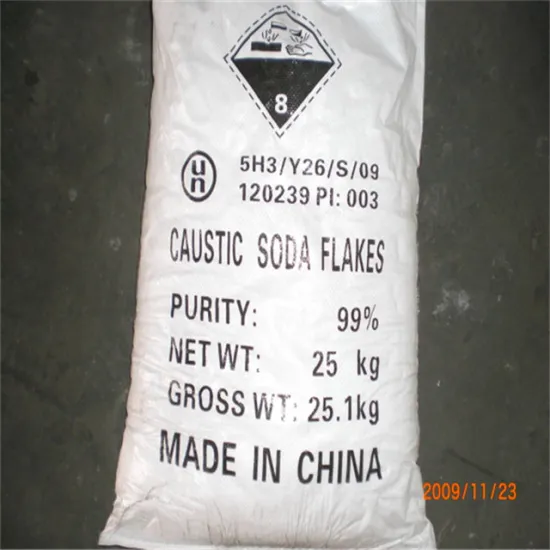 8
un
5H3/Y26/S/09
120239 PI: 003
CAUSTIC SODA FLAKES
PURITY: 99%
NET WT: 25 kg
GROSS WT: 25.1kg
MADE IN CHINA
2009/11/23